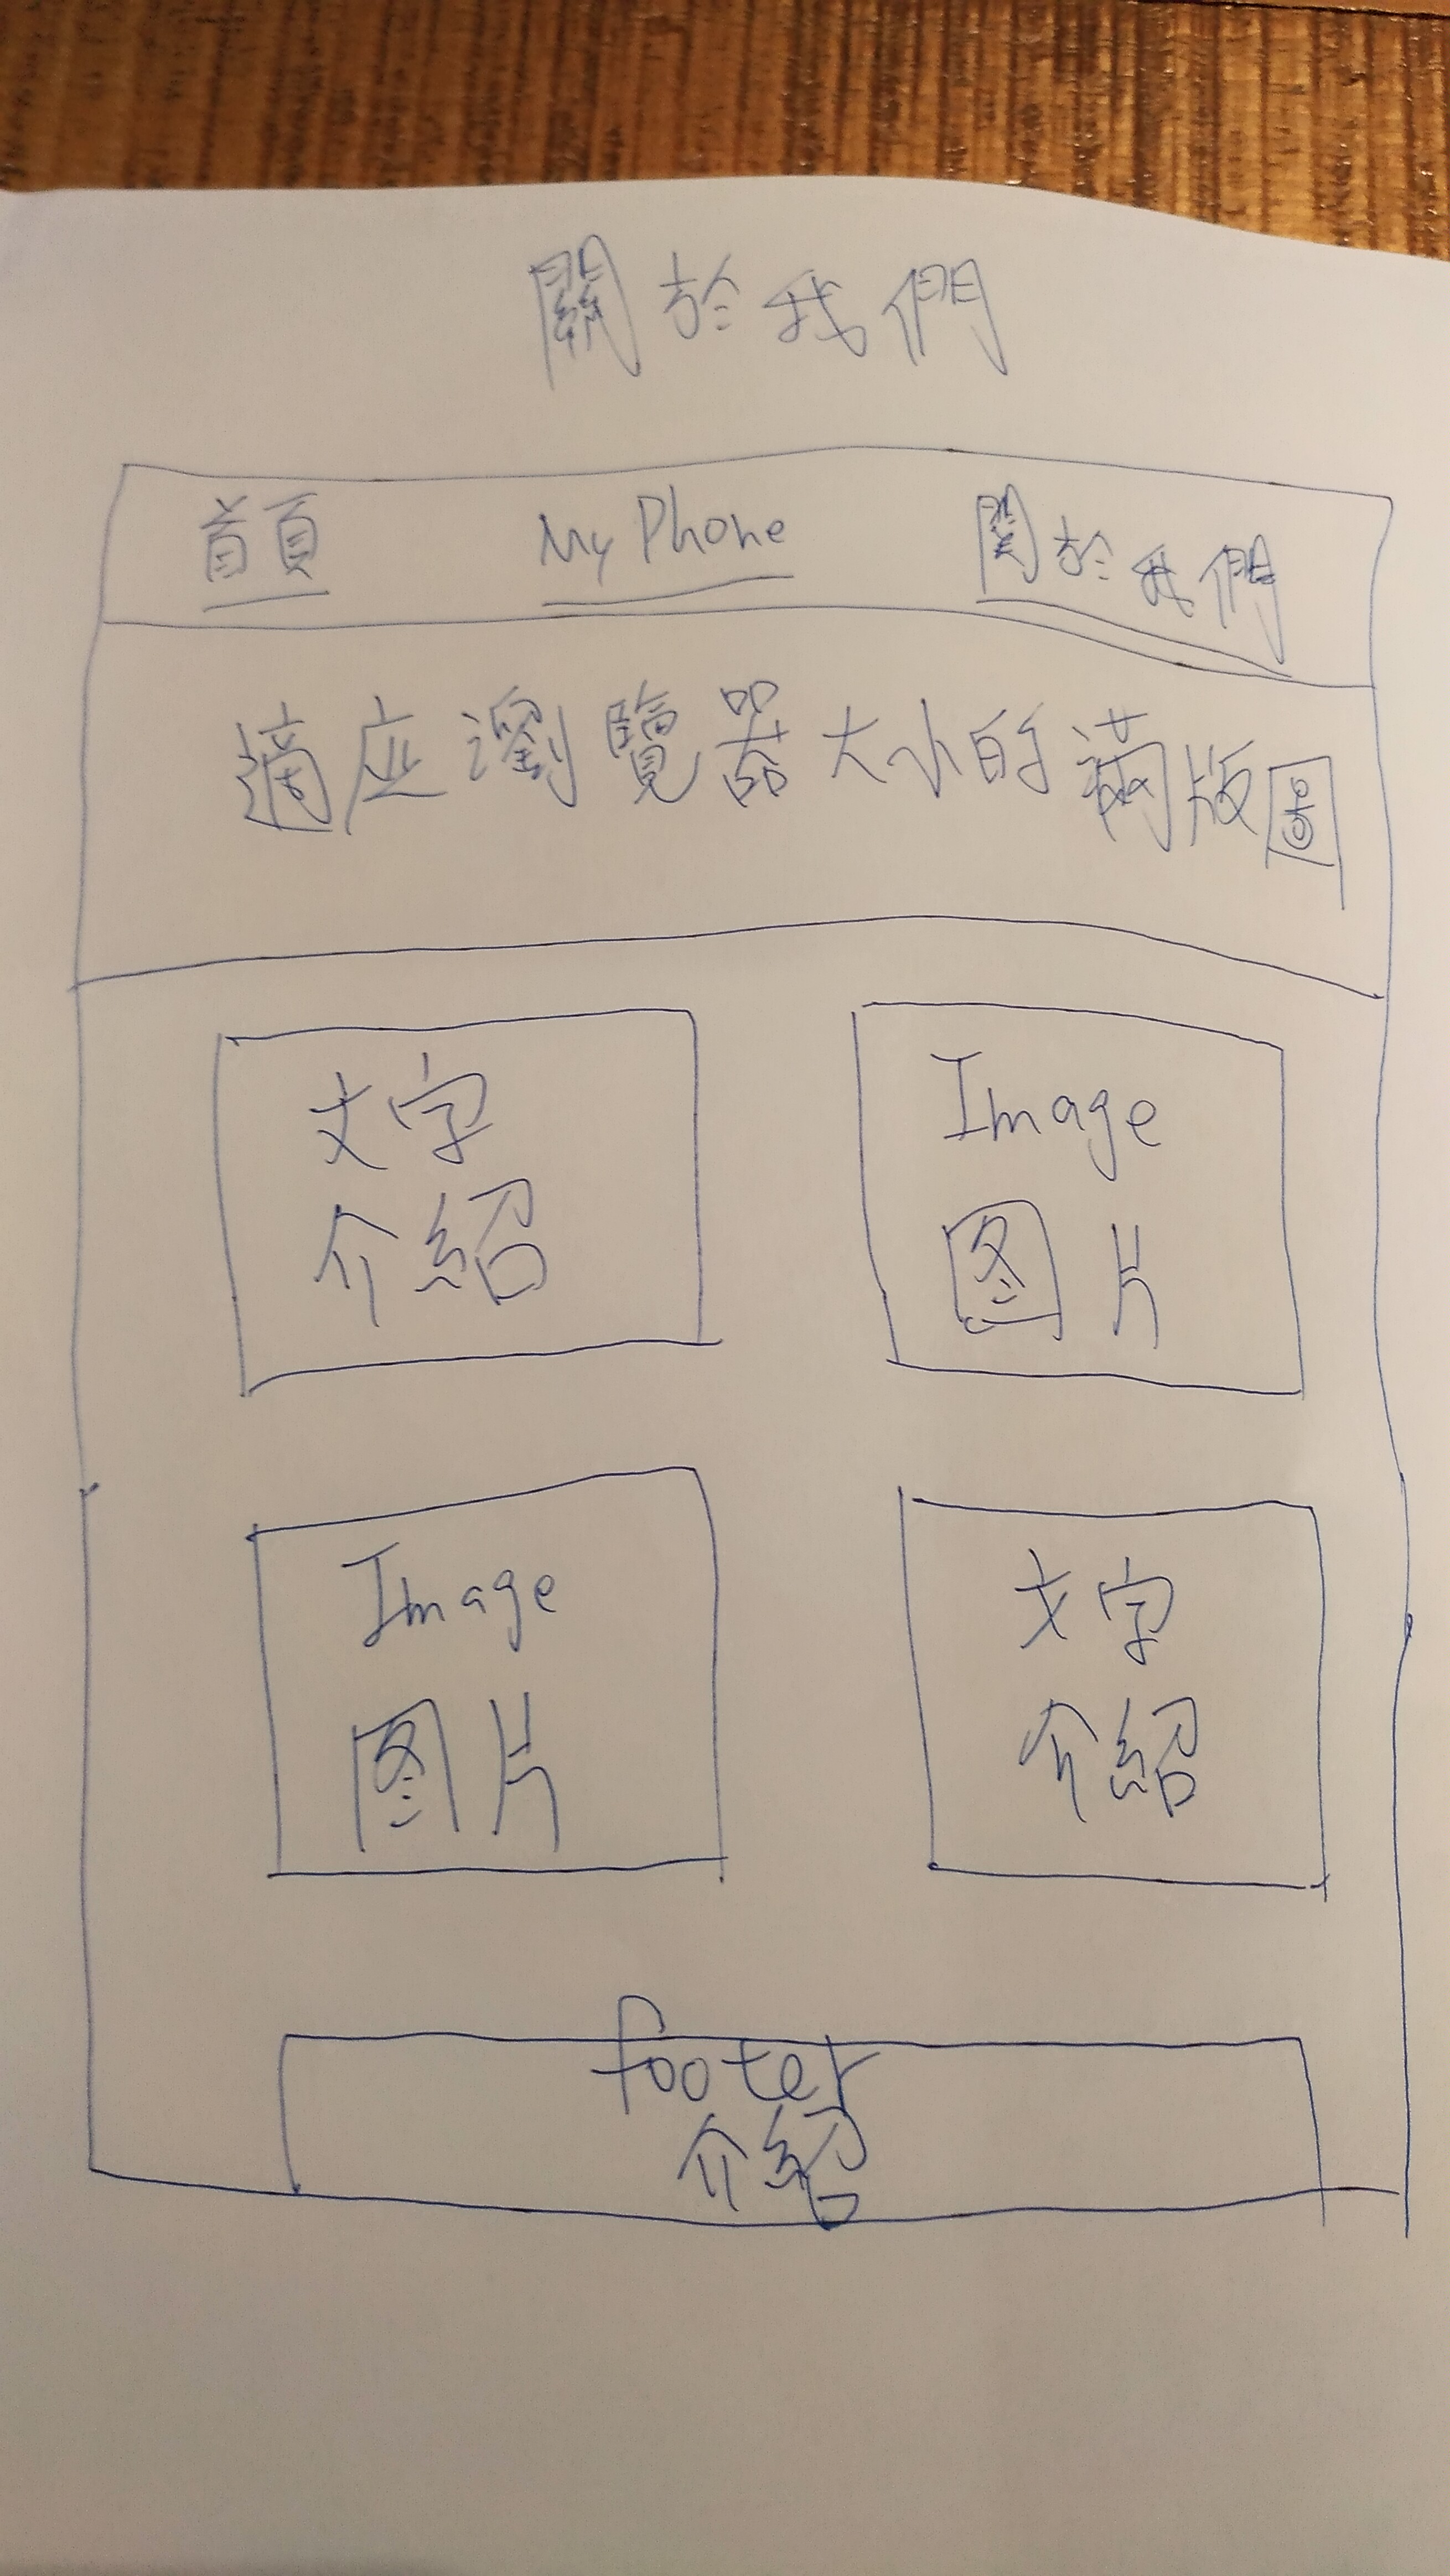 關於我們
首頁 My Phone 關於我們
適应瀏覽器大小的滿版圖
文字
介紹
Image
图片
Image
图片
文字
介紹
footer
介紹